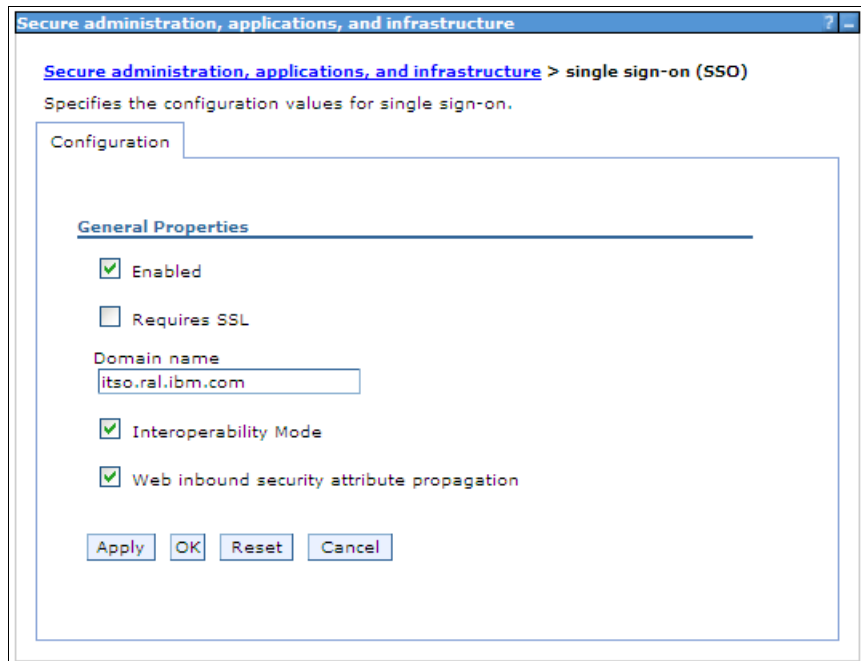 Secure administration, applications, and infrastructure ? –
Secure administration, applications, and infrastructure > single sign-on (SSO)
Specifies the configuration values for single sign-on.
Configuration
General Properties
Enabled
Requires SSL
Domain name
itso.ral.ibm.com
Interoperability Mode
Web inbound security attribute propagation
Apply OK Reset Cancel